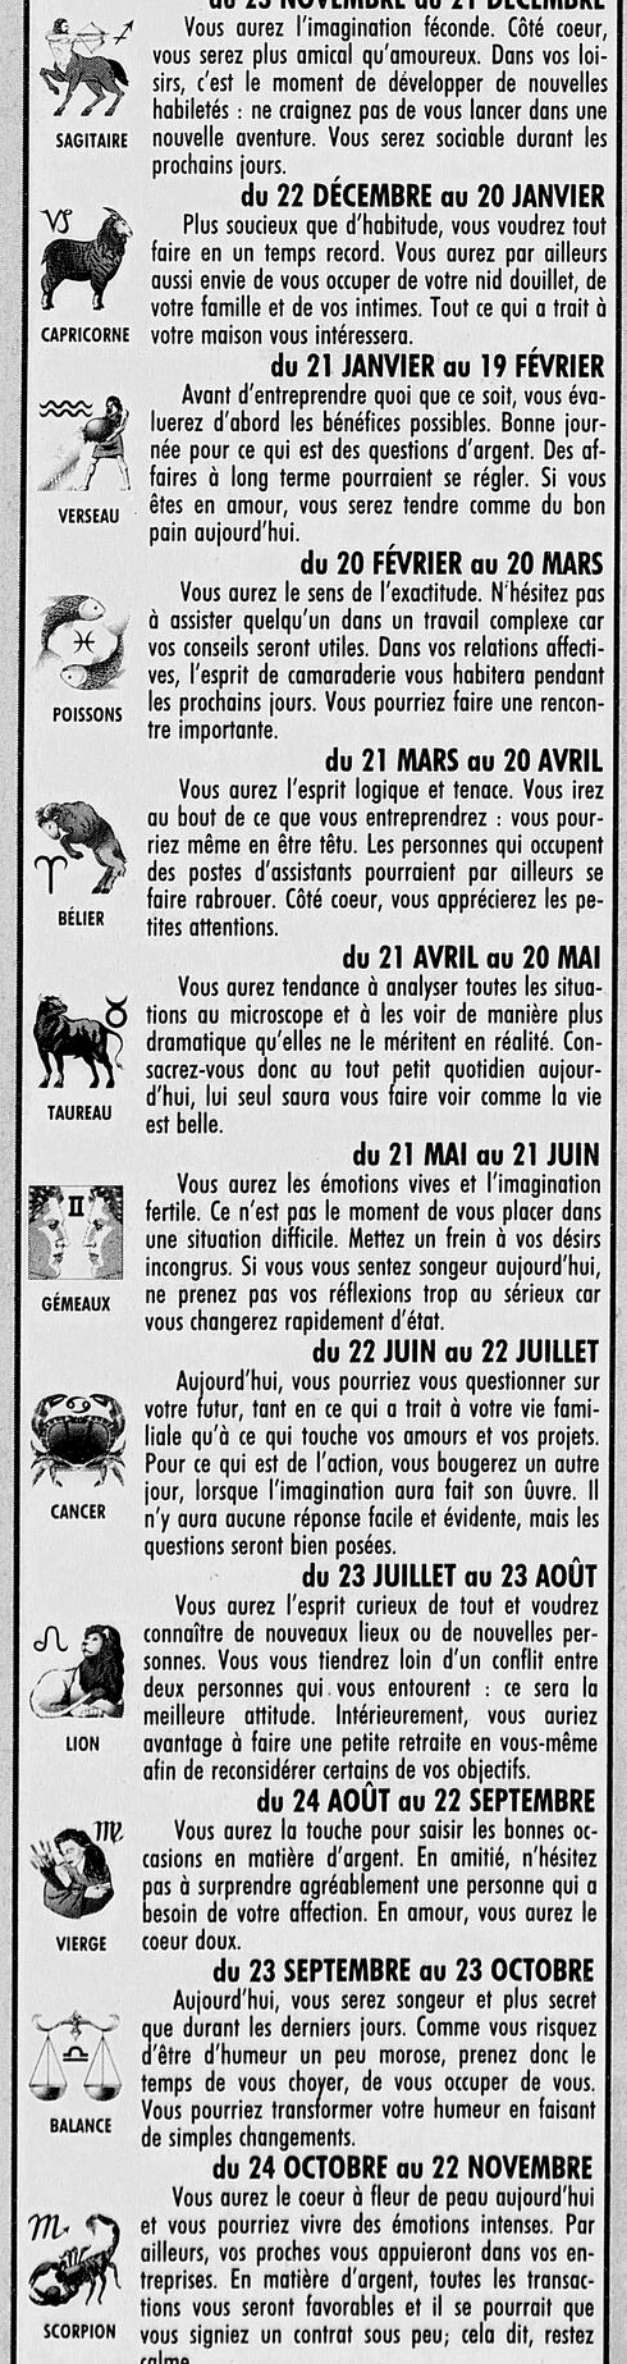 du 23 NOVEMBRE au 21 DÉCEMBRE
Vous aurez l'imagination féconde. Côté coeur,
vous serez plus amical qu'amoureux. Dans vos loi-
sirs, c'est le moment de développer de nouvelles
habiletés : ne craignez pas de vous lancer dans une
nouvelle aventure. Vous serez sociable durant les
prochains jours.
SAGITAIRE
du 22 DÉCEMBRE au 20 JANVIER
Plus soucieux que d'habitude, vous voudrez tout
faire en un temps record. Vous aurez par ailleurs
aussi envie de vous occuper de votre nid douillet, de
votre famille et de vos intimes. Tout ce qui a trait à
votre maison vous intéressera.
CAPRICORNE
du 21 JANVIER au 19 FÉVRIER
Avant d'entreprendre quoi que ce soit, vous éva-
luerez d'abord les bénéfices possibles. Bonne jour-
née pour ce qui est des questions d'argent. Des af-
faires à long terme pourraient se régler. Si vous
êtes en amour, vous serez tendre comme du bon
pain aujourd'hui.
VERSEAU
du 20 FÉVRIER au 20 MARS
Vous aurez le sens de l'exactitude. N'hésitez pas
à assister quelqu'un dans un travail complexe car
vos conseils seront utiles. Dans vos relations affecti-
ves, l'esprit de camaraderie vous habitera pendant
les prochains jours. Vous pourriez faire une rencon-
tre importante.
POISSONS
du 21 MARS au 20 AVRIL
Vous aurez l'esprit logique et tenace. Vous irez
au bout de ce que vous entreprendrez : vous pour-
riez même en être têtu. Les personnes qui occupent
des postes d'assistants pourraient par ailleurs se
faire rabrouer. Côté coeur, vous apprécierez les pe-
tites attentions.
BÉLIER
du 21 AVRIL au 20 MAI
Vous aurez tendance à analyser toutes les situa-
tions au microscope et à les voir de manière plus
dramatique qu'elles ne le méritent en réalité. Con-
sacrez-vous donc au tout petit quotidien aujour-
d'hui, lui seul saura vous faire voir comme la vie
est belle.
TAUREAU
du 21 MAI au 21 JUIN
Vous aurez les émotions vives et l'imagination
fertile. Ce n'est pas le moment de vous placer dans
une situation difficile. Mettez un frein à vos désirs
incongrus. Si vous vous sentez songeur aujourd'hui,
ne prenez pas vos réflexions trop au sérieux car
vous changerez rapidement d'état.
GÉMEAUX
du 22 JUIN au 22 JUILLET
Aujourd'hui, vous pourriez vous questionner sur
votre futur, tant en ce qui a trait à votre vie fami-
liale qu'à ce qui touche vos amours et vos projets.
Pour ce qui est de l'action, vous bougerez un autre
jour, lorsque l'imagination aura fait son ûuvre. Il
n'y aura aucune réponse facile et évidente, mais les
questions seront bien posées.
CANCER
du 23 JUILLET au 23 AOÛT
Vous aurez l'esprit curieux de tout et voudrez
connaître de nouveaux lieux ou de nouvelles per-
sonnes. Vous vous tiendrez loin d'un conflit entre
deux personnes qui vous entourent : ce sera la
meilleure attitude. Intérieurement, vous auriez
avantage à faire une petite retraite en vous-même
afin de reconsidérer certains de vos objectifs.
LION
du 24 AOÛT au 22 SEPTEMBRE
Vous aurez la touche pour saisir les bonnes oc-
casions en matière d'argent. En amitié, n'hésitez
pas à surprendre agréablement une personne qui a
besoin de votre affection. En amour, vous aurez le
coeur doux.
VIERGE
du 23 SEPTEMBRE au 23 OCTOBRE
Aujourd'hui, vous serez songeur et plus secret
que durant les derniers jours. Comme vous risquez
d'être d'humeur un peu morose, prenez donc le
temps de vous choyer, de vous occuper de vous.
Vous pourriez transformer votre humeur en faisant
de simples changements.
BALANCE
du 24 OCTOBRE au 22 NOVEMBRE
Vous aurez le coeur à fleur de peau aujourd'hui
et vous pourriez vivre des émotions intenses. Par
ailleurs, vos proches vous appuieront dans vos en-
treprises. En matière d'argent, toutes les transac-
tions vous seront favorables et il se pourrait que
vous signiez un contrat sous peu; cela dit, restez
calme.
SCORPION